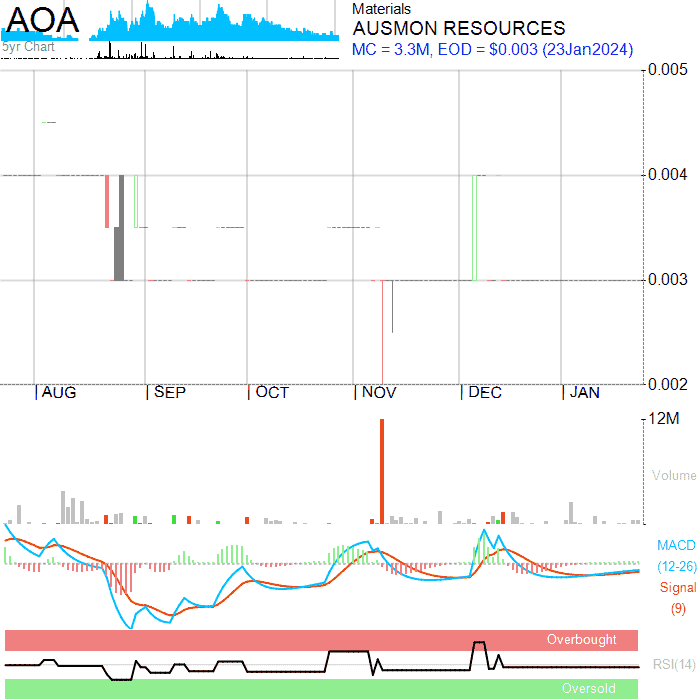 AOA
5yr Chart
Materials
AUSMON RESOURCES
MC = 3.3M, EOD = $0.003 (23Jan2024)
0.005
0.004
0.003
0.002
AUG SEP OCT NOV DEC JAN
12M
Volume
MACD
(12-26)
Signal
(9)
Overbought
RSI(14)
Oversold